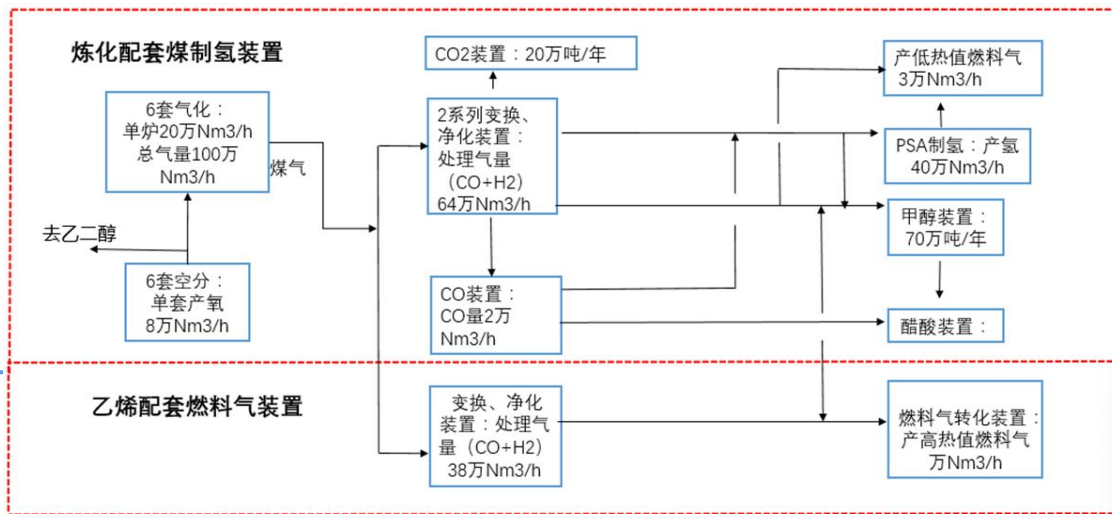 炼化配套煤制氢装置
6套气化：
单炉20万Nm3/h
总气量100万
Nm3/h
煤气
去乙二醇
6套空分：
单套产氧
8万Nm3/h
CO2装置：20万吨/年
2系列变换、
净化装置：
处理气量
（CO+H2）
64万Nm3/h
CO装置：
CO量2万
Nm3/h
产低热值燃料气
3万Nm3/h
PSA制氢：产氢
40万Nm3/h
甲醇装置：
70万吨/年
醋酸装置：
乙烯配套燃料气装置
变换、净化
装置：处理气
量（CO+H2）
38万Nm3/h
燃料气转化装置：
产高热值燃料气
万Nm3/h